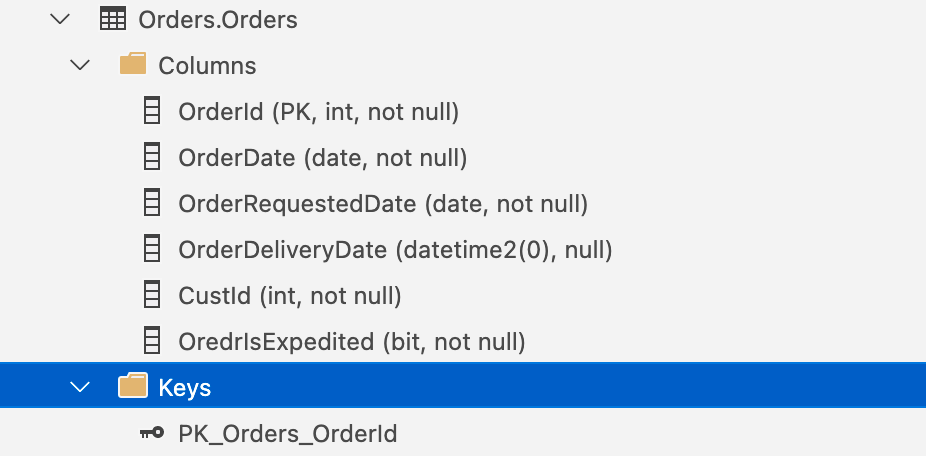 Orders.Orders
Columns
OrderId (PK, int, not null)
OrderDate (date, not null)
OrderRequestedDate (date, not null)
OrderDeliveryDate (datetime2(0), null)
CustId (int, not null)
OredrIsExpedited (bit, not null)
Keys
PK_Orders_OrderId